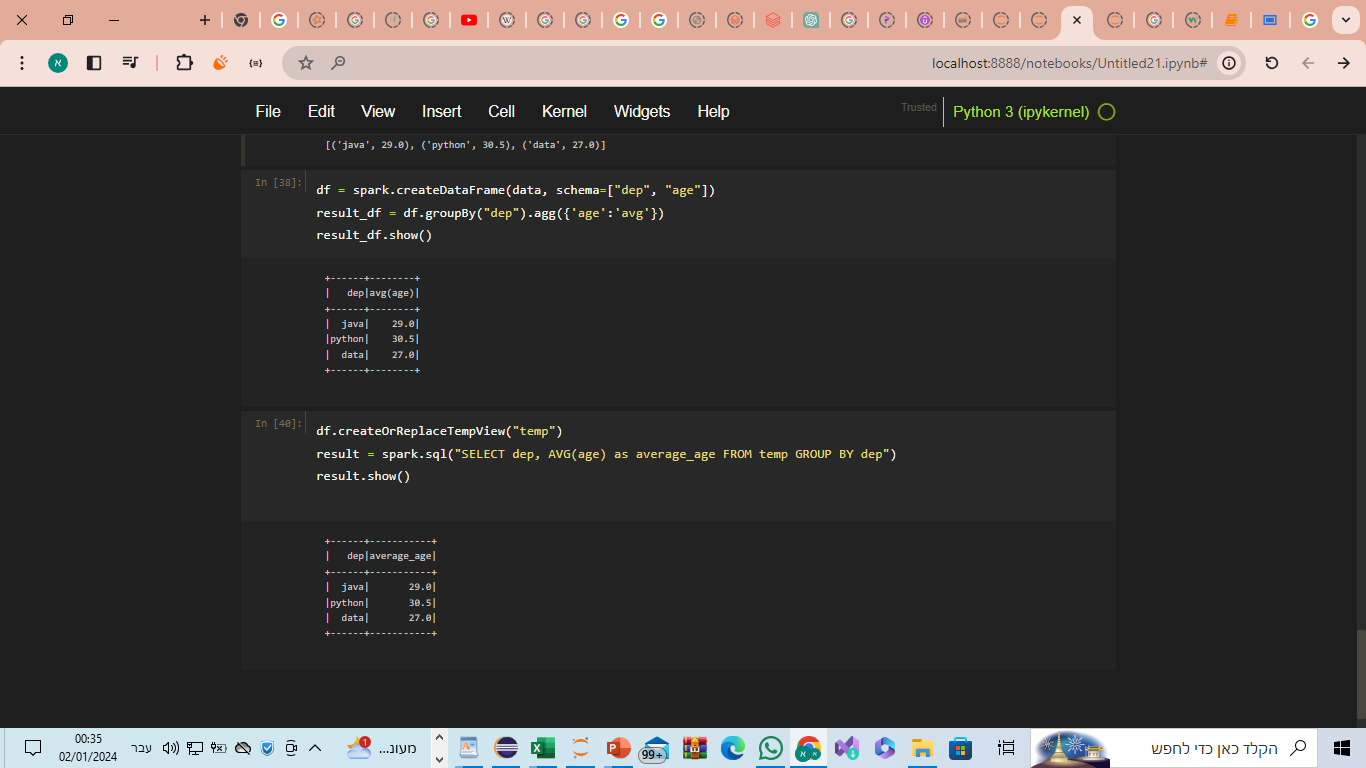 localhost:8888/notebooks/Untitled21.ipynb#
File Edit View Insert Cell Kernel Widgets Help
Trusted
Python 3 (ipykernel)
[('java', 29.0), ('python', 30.5), ('data', 27.0)]
In [38]:
df = spark.createDataFrame(data, schema=["dep", "age"])
result_df = df.groupBy("dep").agg({'age':'avg'})
result_df.show()
+------+--------+
|   dep|avg(age)|
+------+--------+
|  java|    29.0|
|python|    30.5|
|  data|    27.0|
+------+--------+
In [40]:
df.createOrReplaceTempView("temp")
result = spark.sql("SELECT dep, AVG(age) as average_age FROM temp GROUP BY dep")
result.show()
+------+-----------+
|   dep|average_age|
+------+-----------+
|  java|       29.0|
|python|       30.5|
|  data|       27.0|
+------+-----------+
00:35
02/01/2024
עבר
1
מעונ...
99+
הקלד כאן כדי לחפש